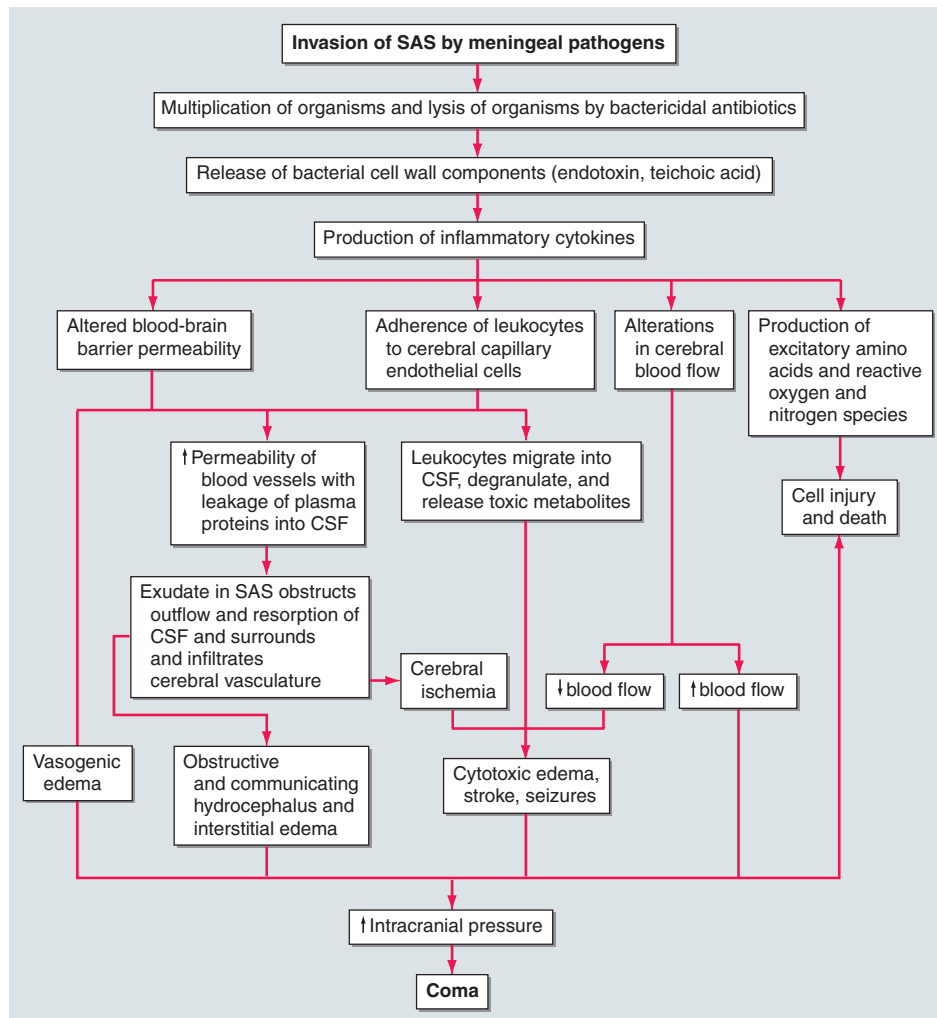 Invasion of SAS by meningeal pathogens
Multiplication of organisms and lysis of organisms by bactericidal antibiotics
Release of bacterial cell wall components (endotoxin, teichoic acid)
Production of inflammatory cytokines
Altered blood-brain
barrier permeability
Adherence of leukocytes
to cerebral capillary
endothelial cells
Alterations
in cerebral
blood flow
Production of
excitatory amino
acids and reactive
oxygen and
nitrogen species
↑Permeability of
blood vessels with
leakage of plasma
proteins into CSF
Leukocytes migrate into
CSF, degranulate, and
release toxic metabolites
Cell injury
and death
Exudate in SAS obstructs
outflow and resorption of
CSF and surrounds
and infiltrates
cerebral vasculature
Cerebral
ischemia
↓blood flow
↑blood flow
Vasogenic
edema
Obstructive
and communicating
hydrocephalus and
interstitial edema
Cytotoxic edema,
stroke, seizures
↑Intracranial pressure
Coma